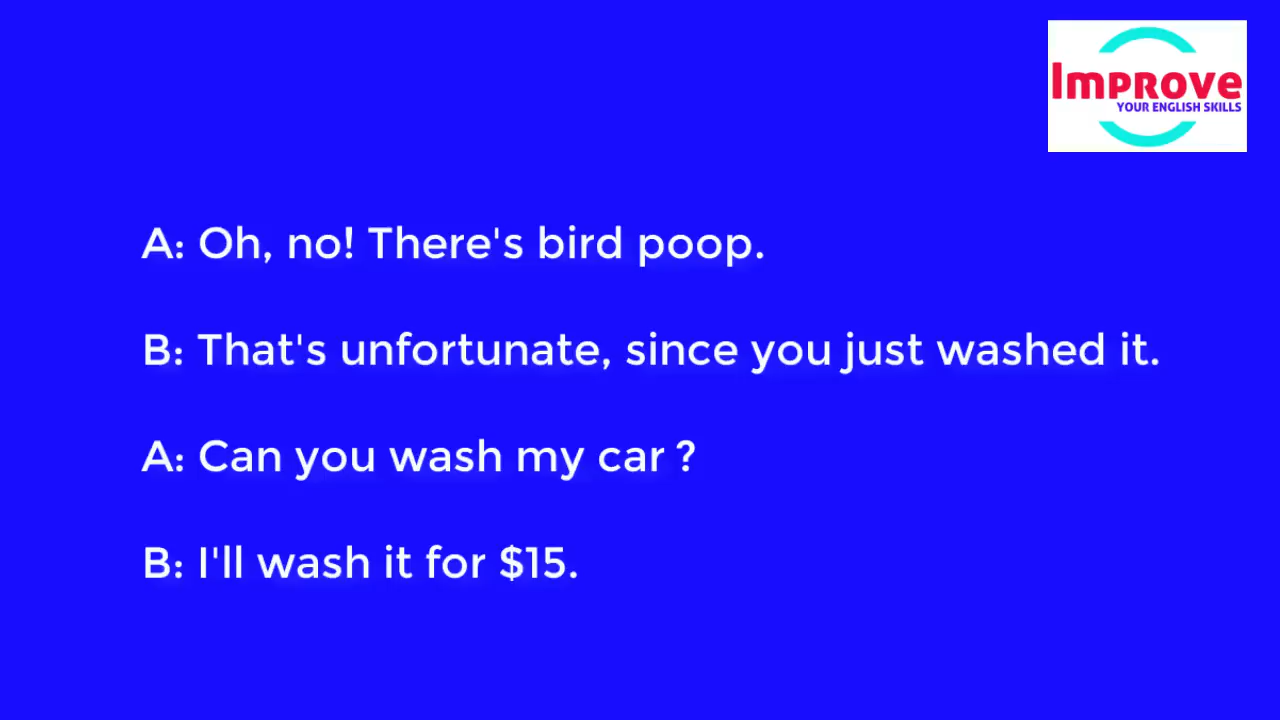 Improve
YOUR ENGLISH SKILLS
A: Oh, no! There's bird poop.
B: That's unfortunate, since you just washed it.
A: Can you wash my car ?
B: I'll wash it for $15.